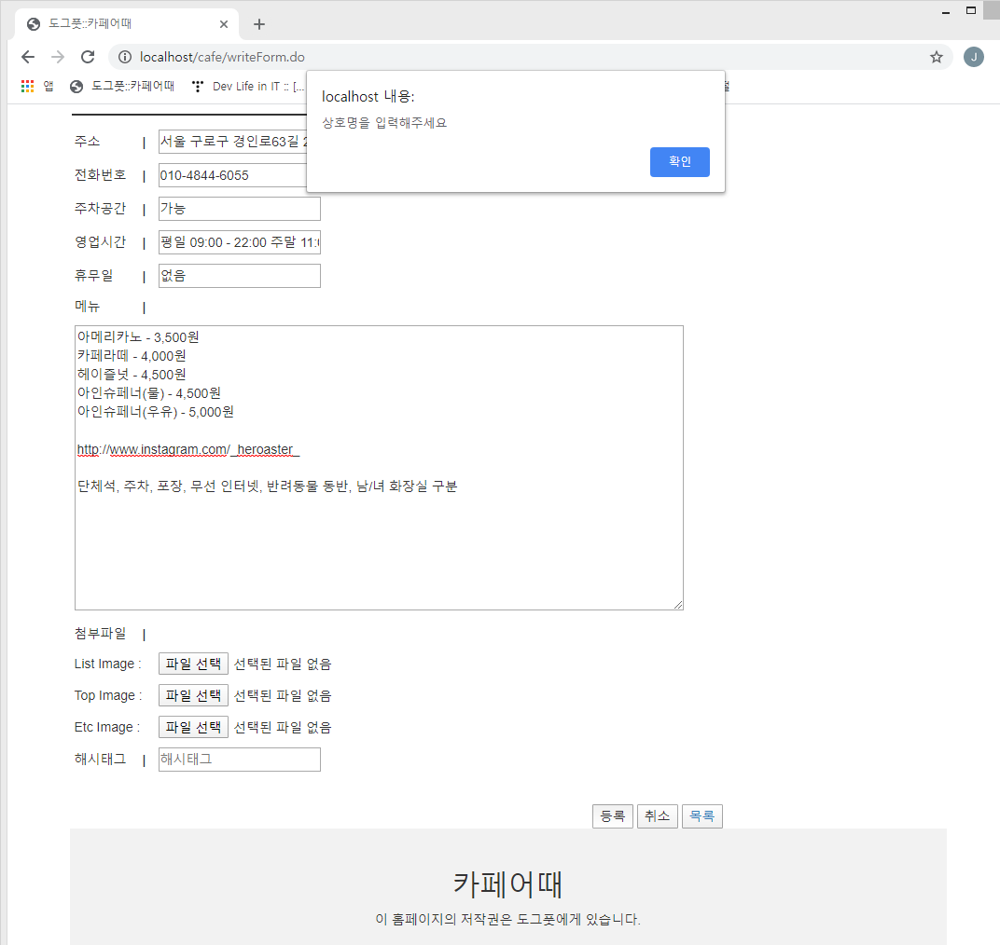 도그풋::카페어때
localhost/cafe/writeForm.do
J
앱 도그풋::카페어때 Dev Life in IT :: [...
localhost 내용:
상호명을 입력해주세요
확인
주소 | 서울 구로구 경인로63길 2
전화번호 | 010-4844-6055
주차공간 | 가능
영업시간 | 평일 09:00 - 22:00 주말 11:
휴무일 | 없음
메뉴 |
아메리카노 - 3,500원
카페라떼 - 4,000원
헤이즐넛 - 4,500원
아인슈페너(물) - 4,500원
아인슈페너(우유) - 5,000원
http://www.instagram.com/_heroaster_
단체석, 주차, 포장, 무선 인터넷, 반려동물 동반, 남/녀 화장실 구분
첨부파일 |
List Image : 파일 선택 선택된 파일 없음
Top Image : 파일 선택 선택된 파일 없음
Etc Image : 파일 선택 선택된 파일 없음
해시태그 | 해시태그
등록 취소 목록
카페어때
이 홈페이지의 저작권은 도그풋에게 있습니다.